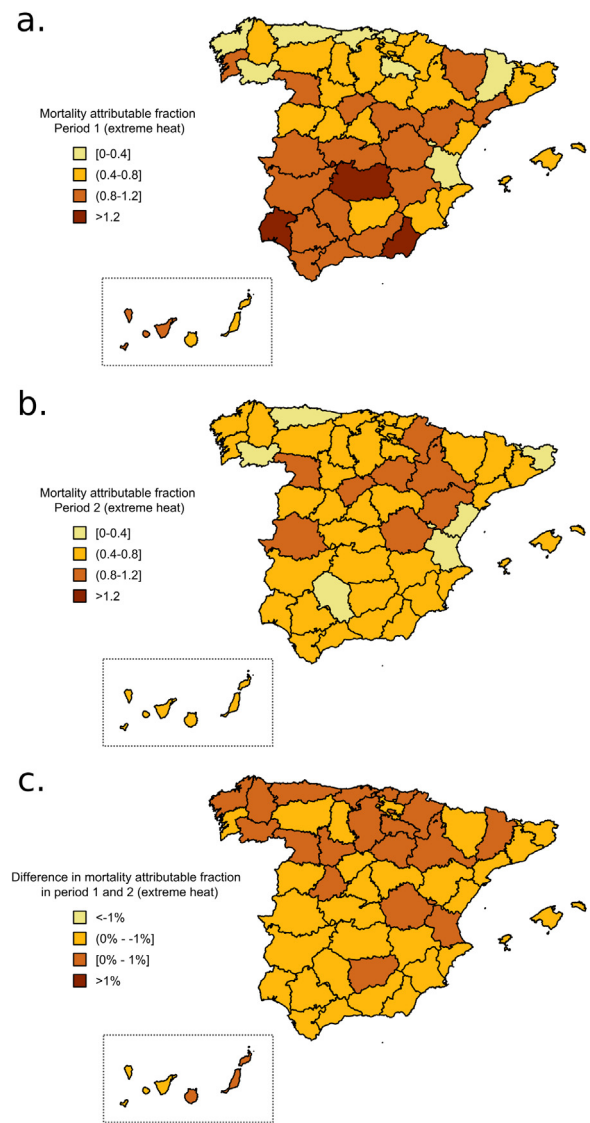 a.
Mortality attributable fraction
Period 1 (extreme heat)
[0-0.4]
(0.4-0.8]
(0.8-1.2]
>1.2
b.
Mortality attributable fraction
Period 2 (extreme heat)
[0-0.4]
(0.4-0.8]
(0.8-1.2]
>1.2
c.
Difference in mortality attributable fraction
in period 1 and 2 (extreme heat)
<-1%
(0% - -1%]
[0% - 1%]
>1%